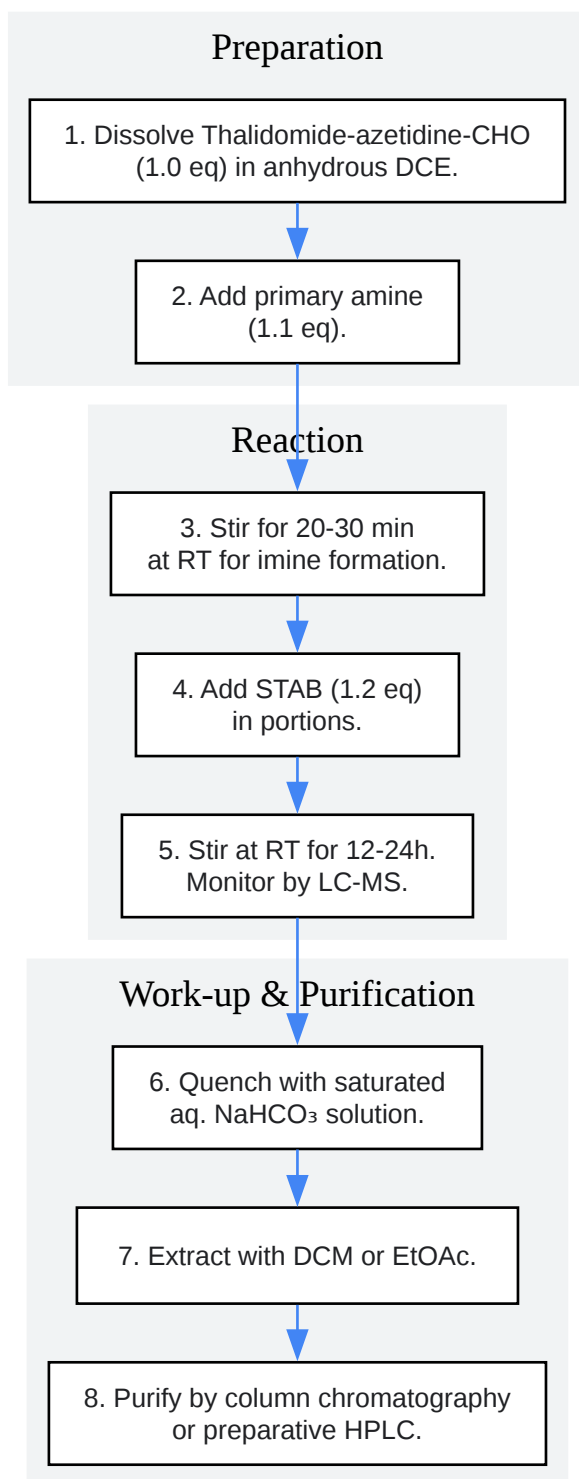 Preparation
1. Dissolve Thalidomide-azetidine-CHO
(1.0 eq) in anhydrous DCE.
2. Add primary amine
(1.1 eq).
Reaction
3. Stir for 20-30 min
at RT for imine formation.
4. Add STAB (1.2 eq)
in portions.
5. Stir at RT for 12-24h.
Monitor by LC-MS.
Work-up & Purification
6. Quench with saturated
aq. NaHCO₃ solution.
7. Extract with DCM or EtOAc.
8. Purify by column chromatography
or preparative HPLC.